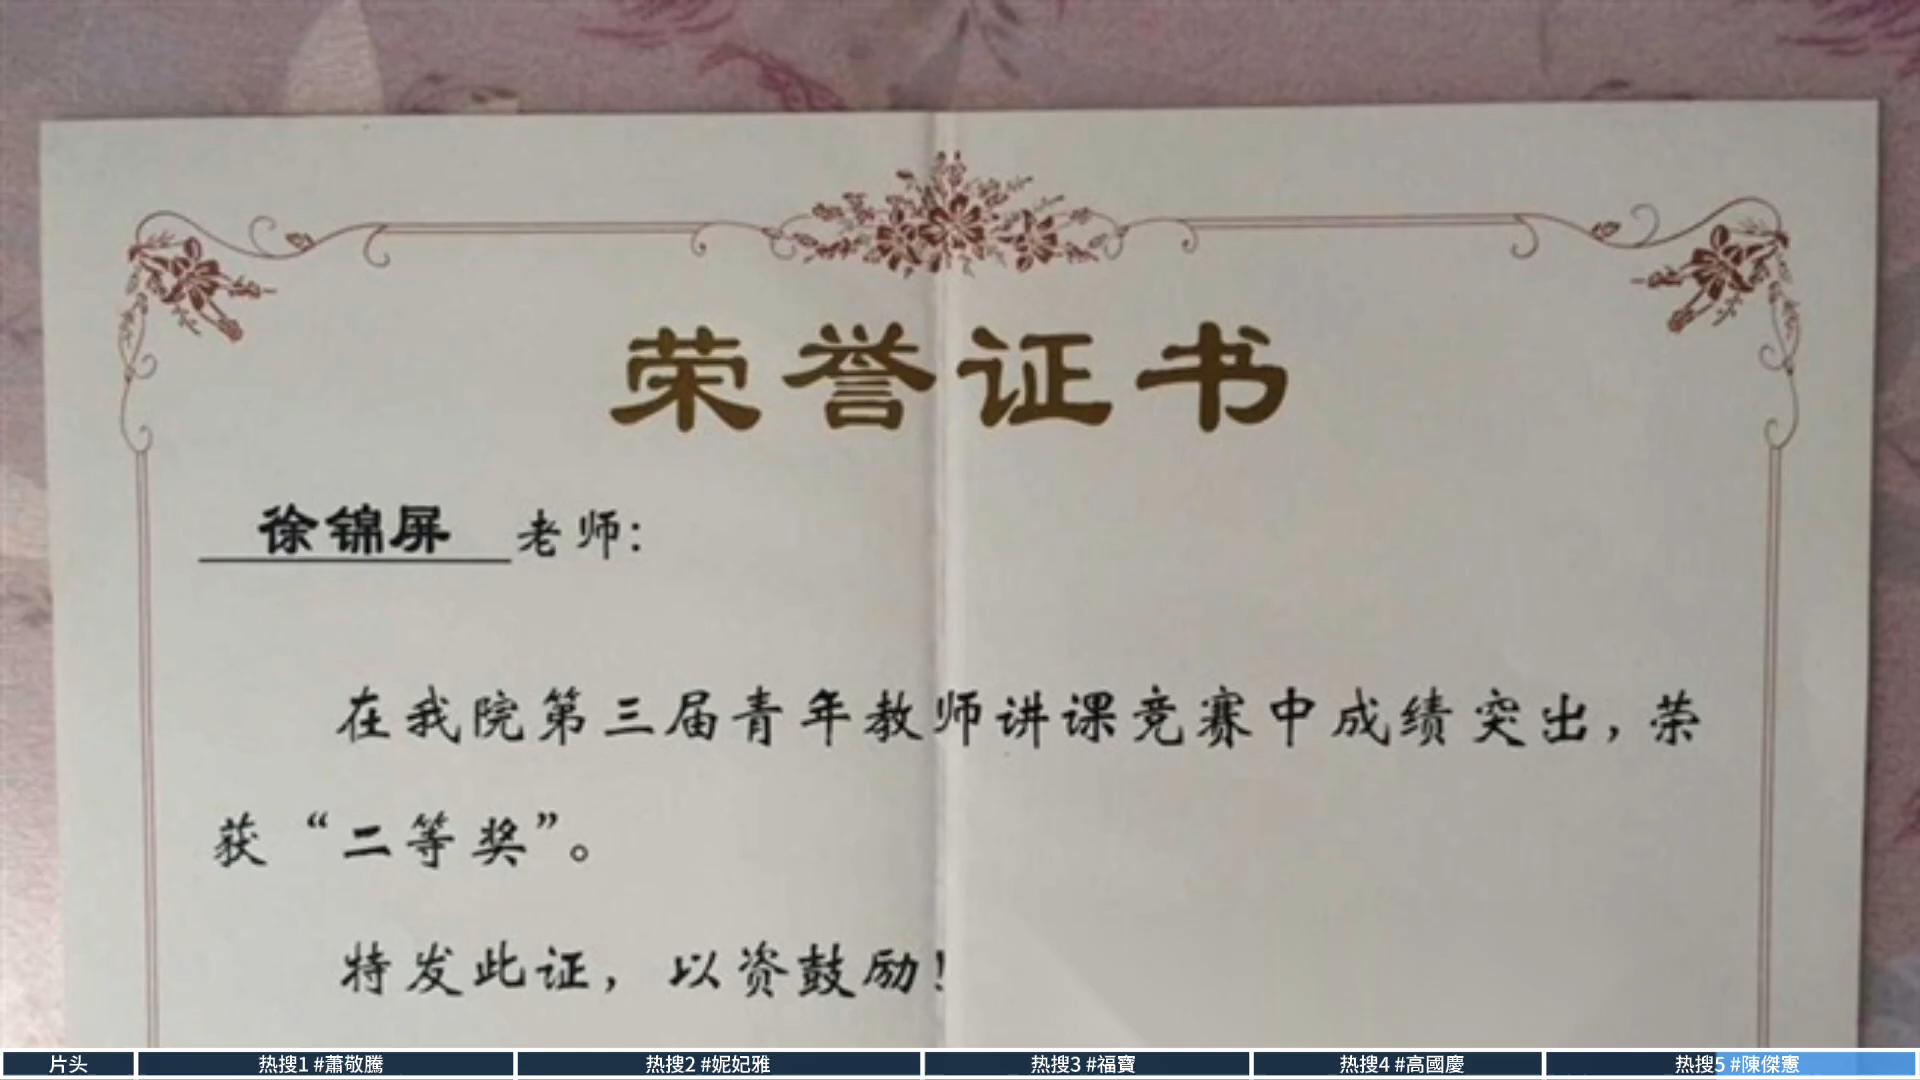 荣誉证书
徐锦屏 老师：
在我院第三届青年教师讲课竞赛中成绩突出，荣
获“二等奖”。
特发此证，以资鼓励！
片头 热搜1 #蕭敬騰 热搜2 #妮妃雅 热搜3 #福寶 热搜4 #高國慶 热搜5 #陳傑憲